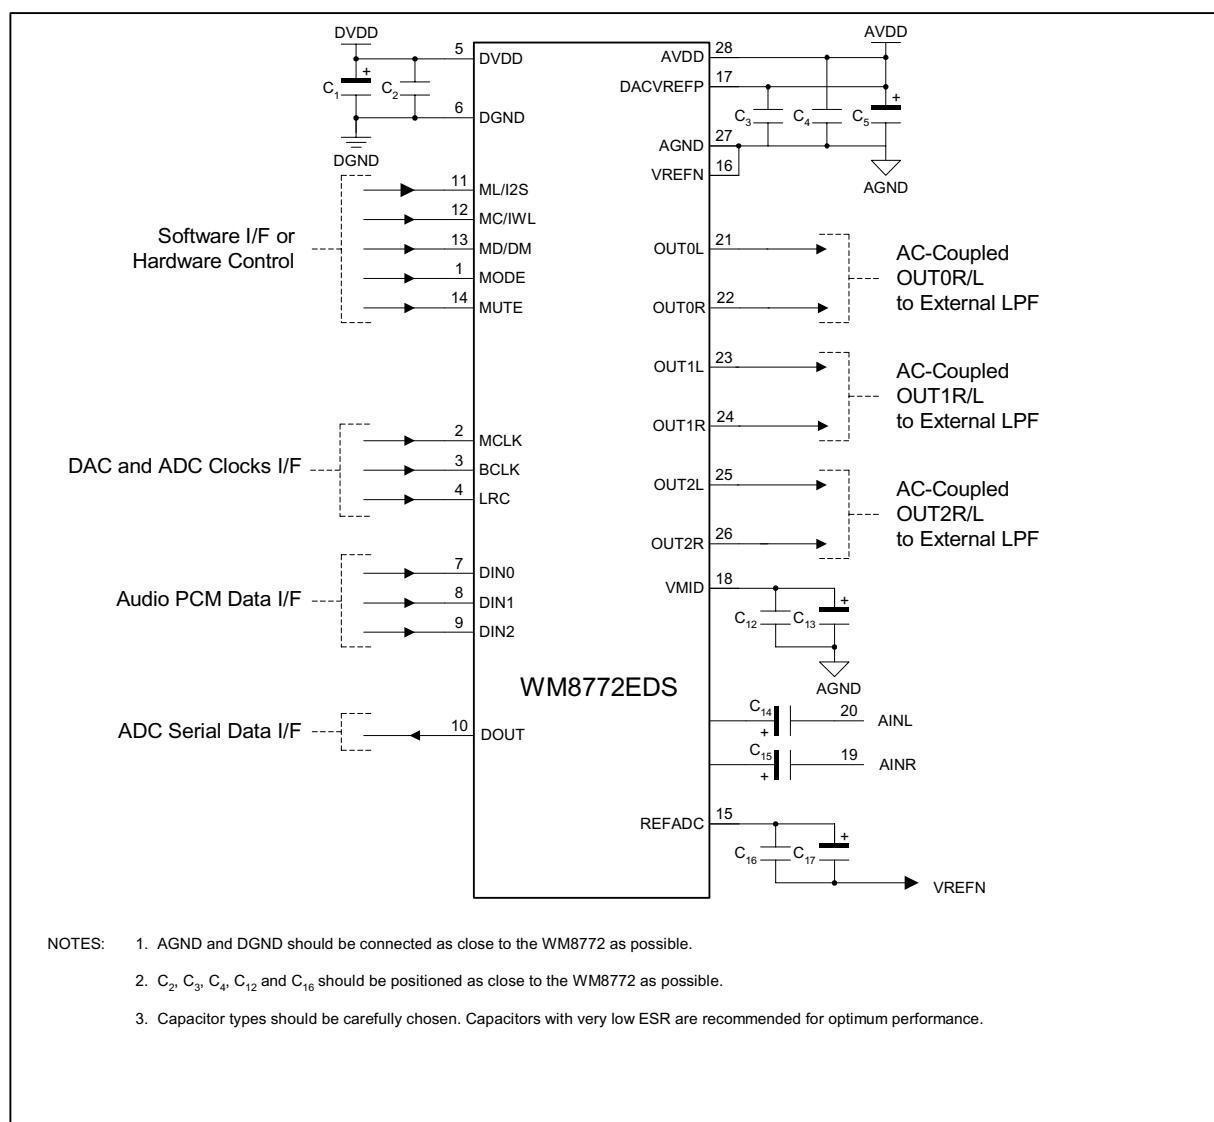 DVDD
5
DVDD
+
C1
C2
6
DGND
DGND
AVDD
28
AVDD
17
DACVREFP
+
C3
C4
C5
27
AGND
16
VREFN
AGND
Software I/F or
Hardware Control
11
ML/I2S
12
MC/IWL
13
MD/DM
1
MODE
14
MUTE
OUT0L
21
OUT0R
22
AC-Coupled
OUT0R/L
to External LPF
OUT1L
23
OUT1R
24
AC-Coupled
OUT1R/L
to External LPF
DAC and ADC Clocks I/F
2
MCLK
3
BCLK
4
LRC
OUT2L
25
OUT2R
26
AC-Coupled
OUT2R/L
to External LPF
Audio PCM Data I/F
7
DIN0
8
DIN1
9
DIN2
VMID
18
+
C12
C13
AGND
WM8772EDS
ADC Serial Data I/F
10
DOUT
C14
+
20
AINL
C15
+
19
AINR
REFADC
15
+
C16
C17
VREFN
NOTES:
1. AGND and DGND should be connected as close to the WM8772 as possible.
2. C2, C3, C4, C12 and C16 should be positioned as close to the WM8772 as possible.
3. Capacitor types should be carefully chosen. Capacitors with very low ESR are recommended for optimum performance.